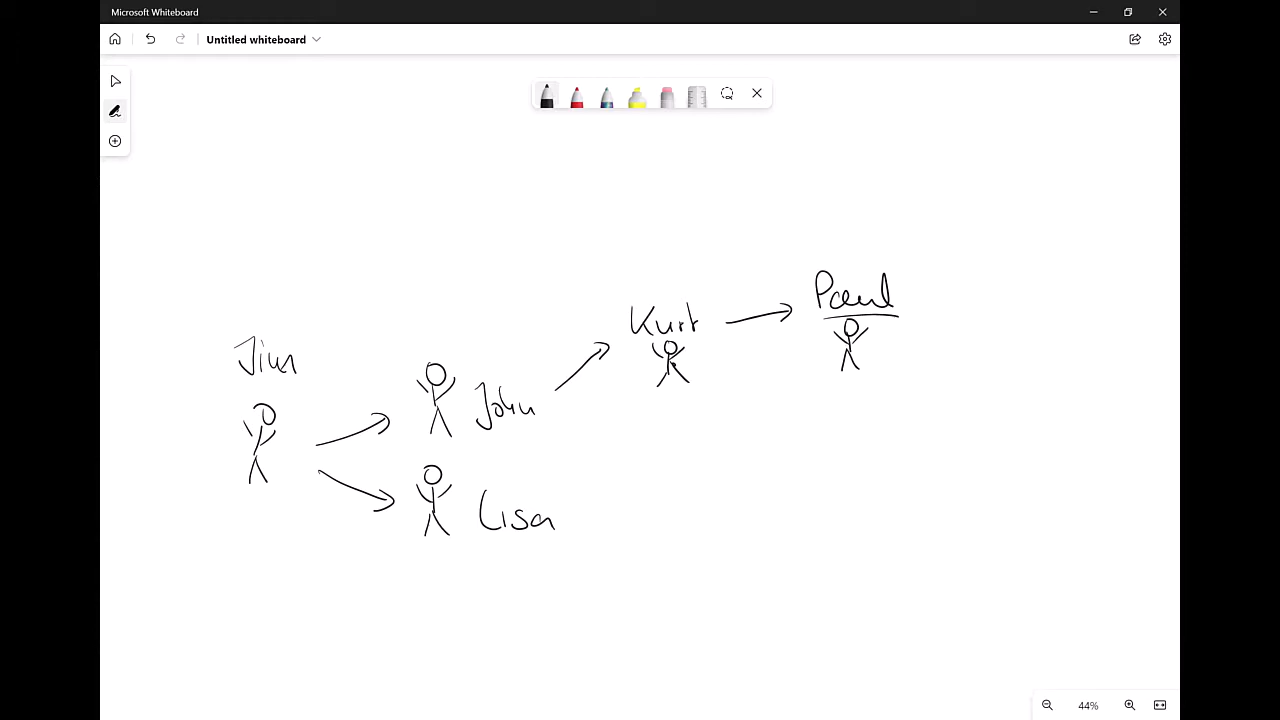 Microsoft Whiteboard
Untitled whiteboard
Jim
John
Lisa
Kurt
Paul
44%